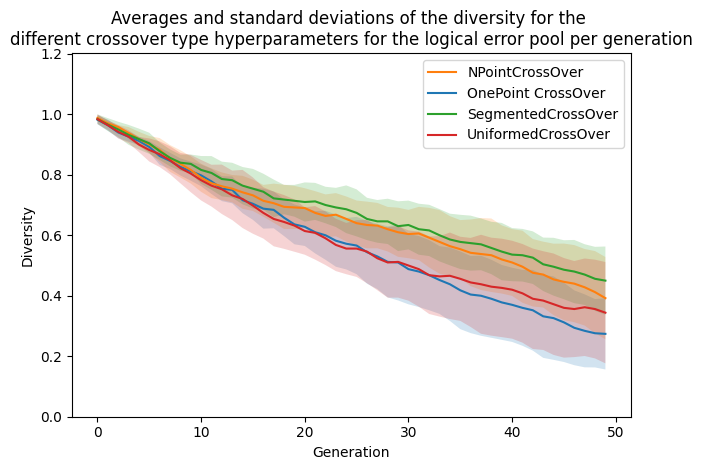 Averages and standard deviations of the diversity for the
different crossover type hyperparameters for the logical error pool per generation
1.2
1.0
0.8
0.6
0.4
0.2
0.0
Diversity
NPointCrossOver
OnePoint CrossOver
SegmentedCrossOver
UniformedCrossOver
0 10 20 30 40 50
Generation